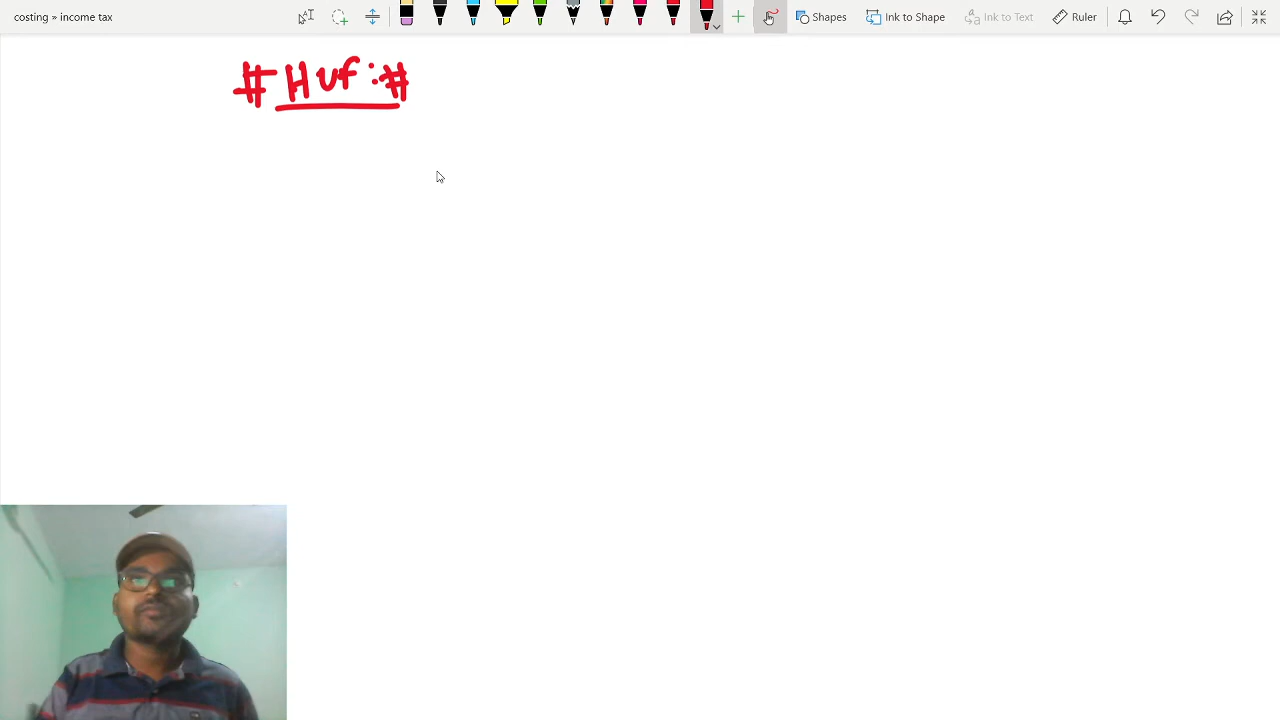 costing » income tax
Shapes
Ink to Shape
Ink to Text
Ruler
# Huf :#